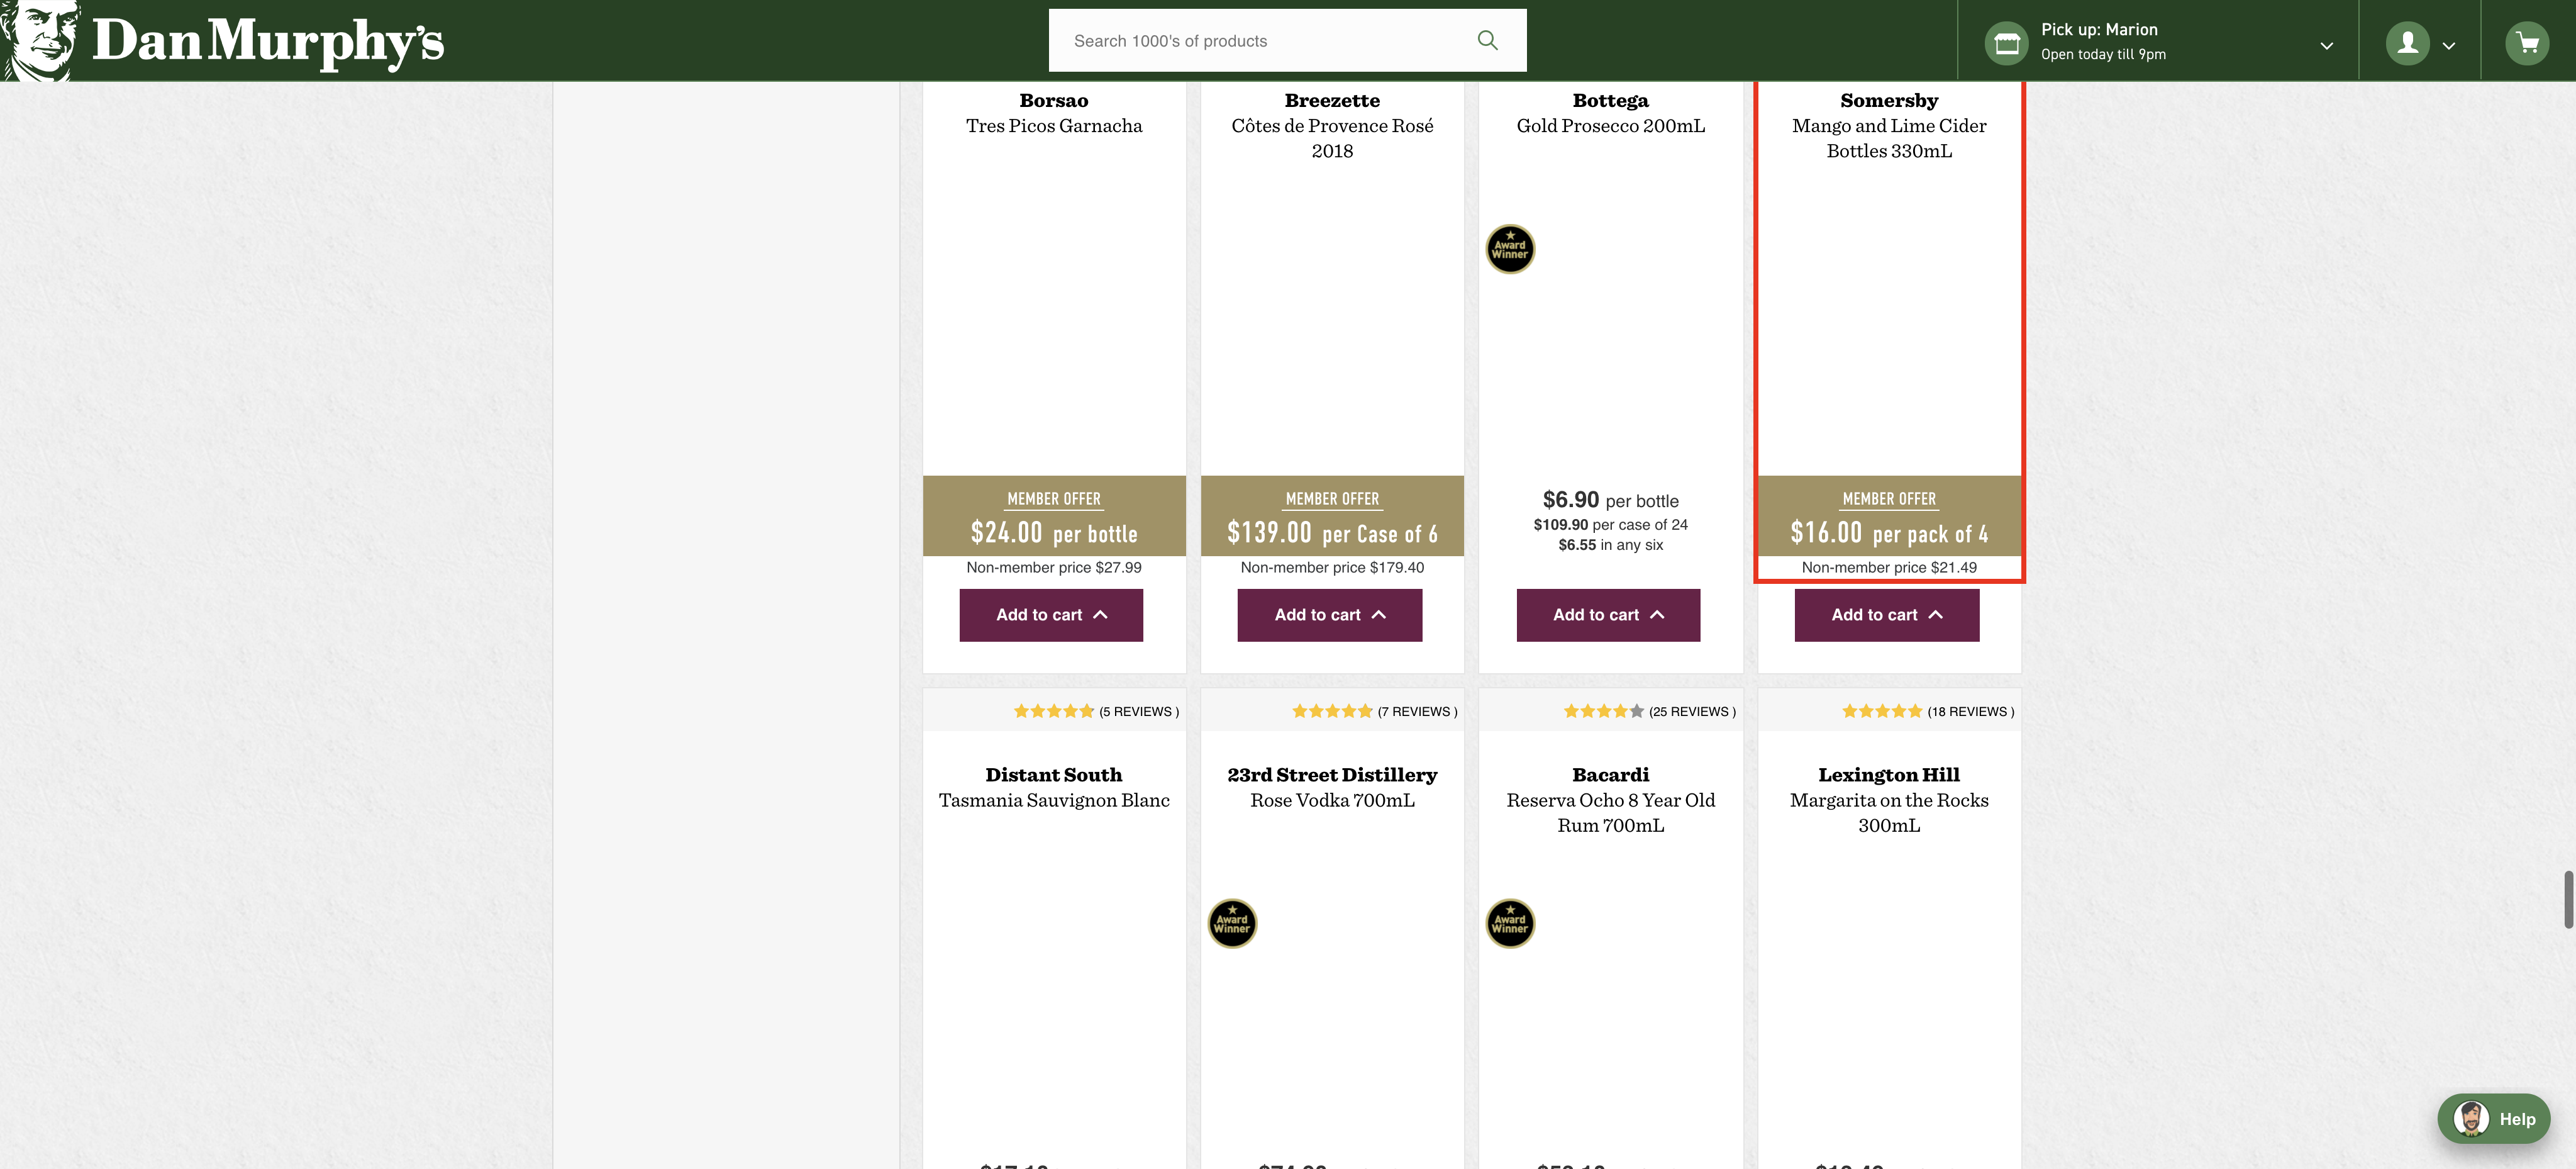 Dan Murphy's
Search 1000's of products
Pick up: Marion
Open today till 9pm
Borsao
Tres Picos Garnacha
Breezette
Côtes de Provence Rosé
2018
Bottega
Gold Prosecco 200mL
Award
Winner
Somersby
Mango and Lime Cider
Bottles 330mL
MEMBER OFFER
$24.00 per bottle
Non-member price $27.99
Add to cart
MEMBER OFFER
$139.00 per Case of 6
Non-member price $179.40
Add to cart
$6.90 per bottle
$109.90 per case of 24
$6.55 in any six
Add to cart
MEMBER OFFER
$16.00 per pack of 4
Non-member price $21.49
Add to cart
(5 REVIEWS )
Distant South
Tasmania Sauvignon Blanc
(7 REVIEWS )
23rd Street Distillery
Rose Vodka 700mL
Award
Winner
(25 REVIEWS )
Bacardi
Reserva Ocho 8 Year Old
Rum 700mL
Award
Winner
(18 REVIEWS )
Lexington Hill
Margarita on the Rocks
300mL
Help